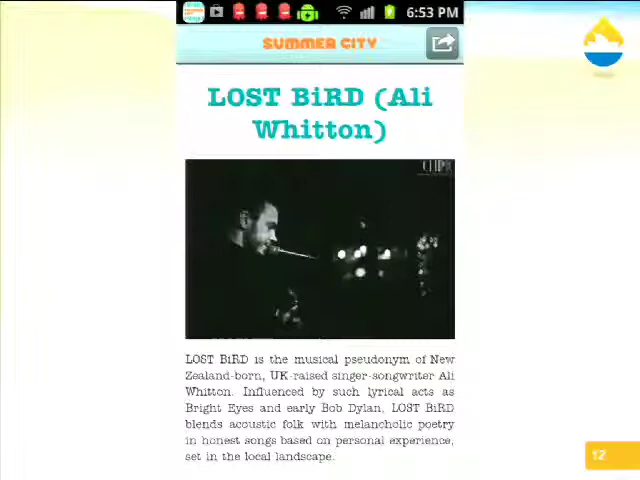 6:53 PM
SUMMER CITY
LOST BiRD (Ali
Whitton)
LOST BiRD is the musical pseudonym of New
Zealand-born, UK-raised singer-songwriter Ali
Whitton. Influenced by such lyrical acts as
Bright Eyes and early Bob Dylan, LOST BiRD
blends acoustic folk with melancholic poetry
in honest songs based on personal experience,
set in the local landscape.
12